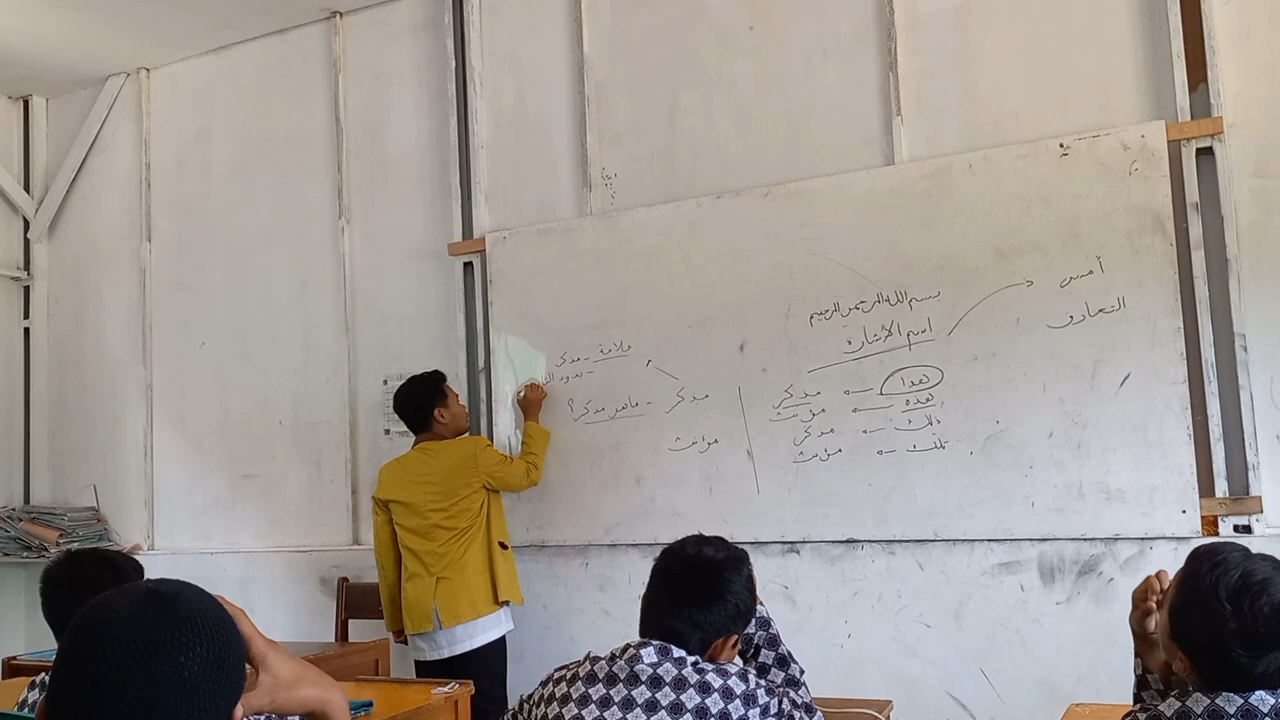 أمس
التعارف
بسم الله الرحمن الرحيم
اسم الإشارة
هذا ← مذكر
هذه ← مؤنث
ذلك ← مذكر
تلك ← مؤنث
علامة - مذكر
- بدون
مذكر - ماهو مذكر؟
مؤنث